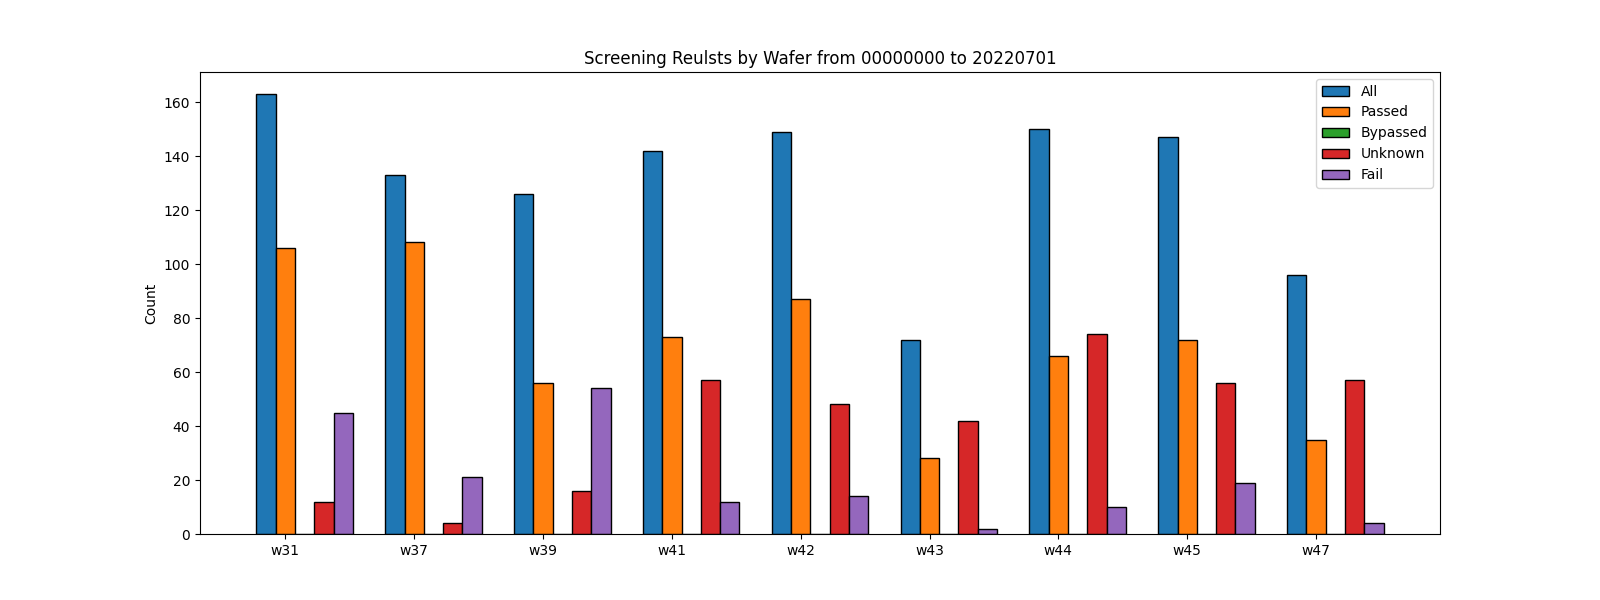 Screening Reulsts by Wafer from 00000000 to 20220701
All
Passed
Bypassed
Unknown
Fail
Count
160
140
120
100
80
60
40
20
0
w31 w37 w39 w41 w42 w43 w44 w45 w47